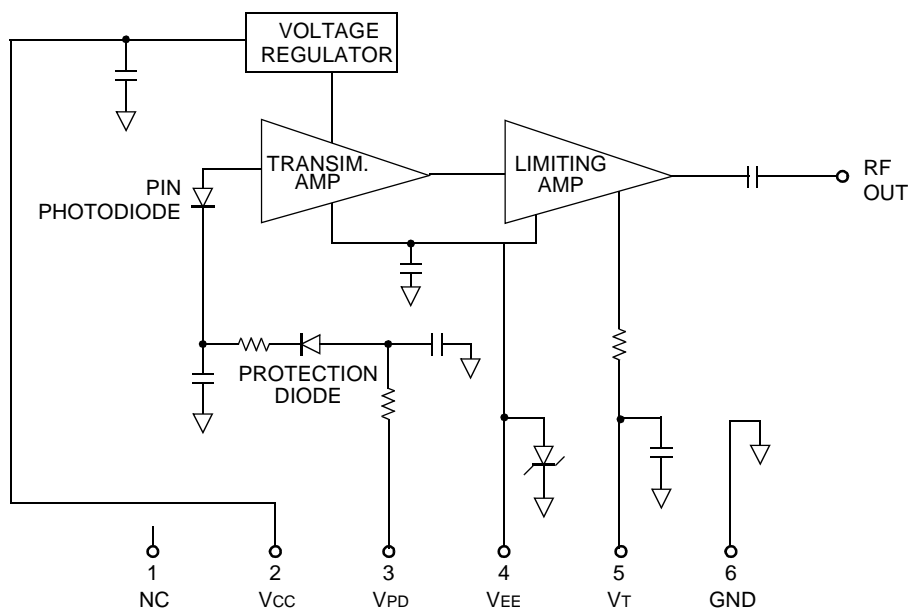 VOLTAGE
REGULATOR
TRANSIM.
AMP
LIMITING
AMP
RF
OUT
PIN
PHOTODIODE
PROTECTION
DIODE
1
2
3
4
5
6
NC
VCC
VPD
VEE
VT
GND